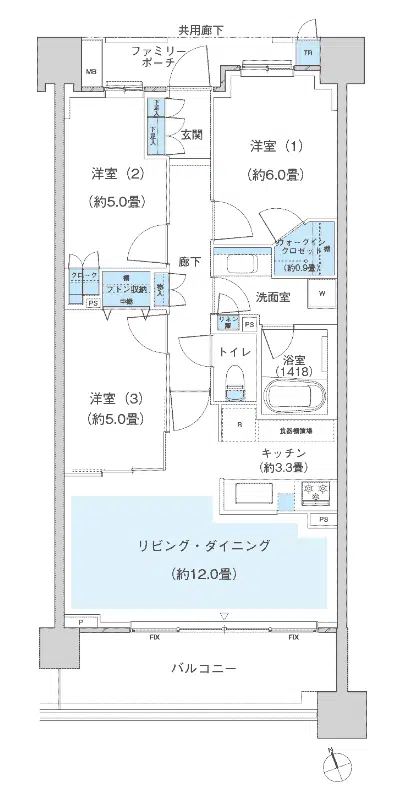 共用廊下
ファミリー
ポーチ
MB
TR
下足入
下足入
玄関
洋室（1）
（約6.0畳）
洋室（2）
（約5.0畳）
廊下
ウォークイン
クロゼット
（約0.9畳）
棚
クローク
棚
フトン収納
中棚
物入
PS
洗面室
W
リネン庫
PS
トイレ
浴室
（1418）
洋室（3）
（約5.0畳）
R
食器棚置場
キッチン
（約3.3畳）
PS
リビング・ダイニング
（約12.0畳）
P
FIX
FIX
バルコニー
N